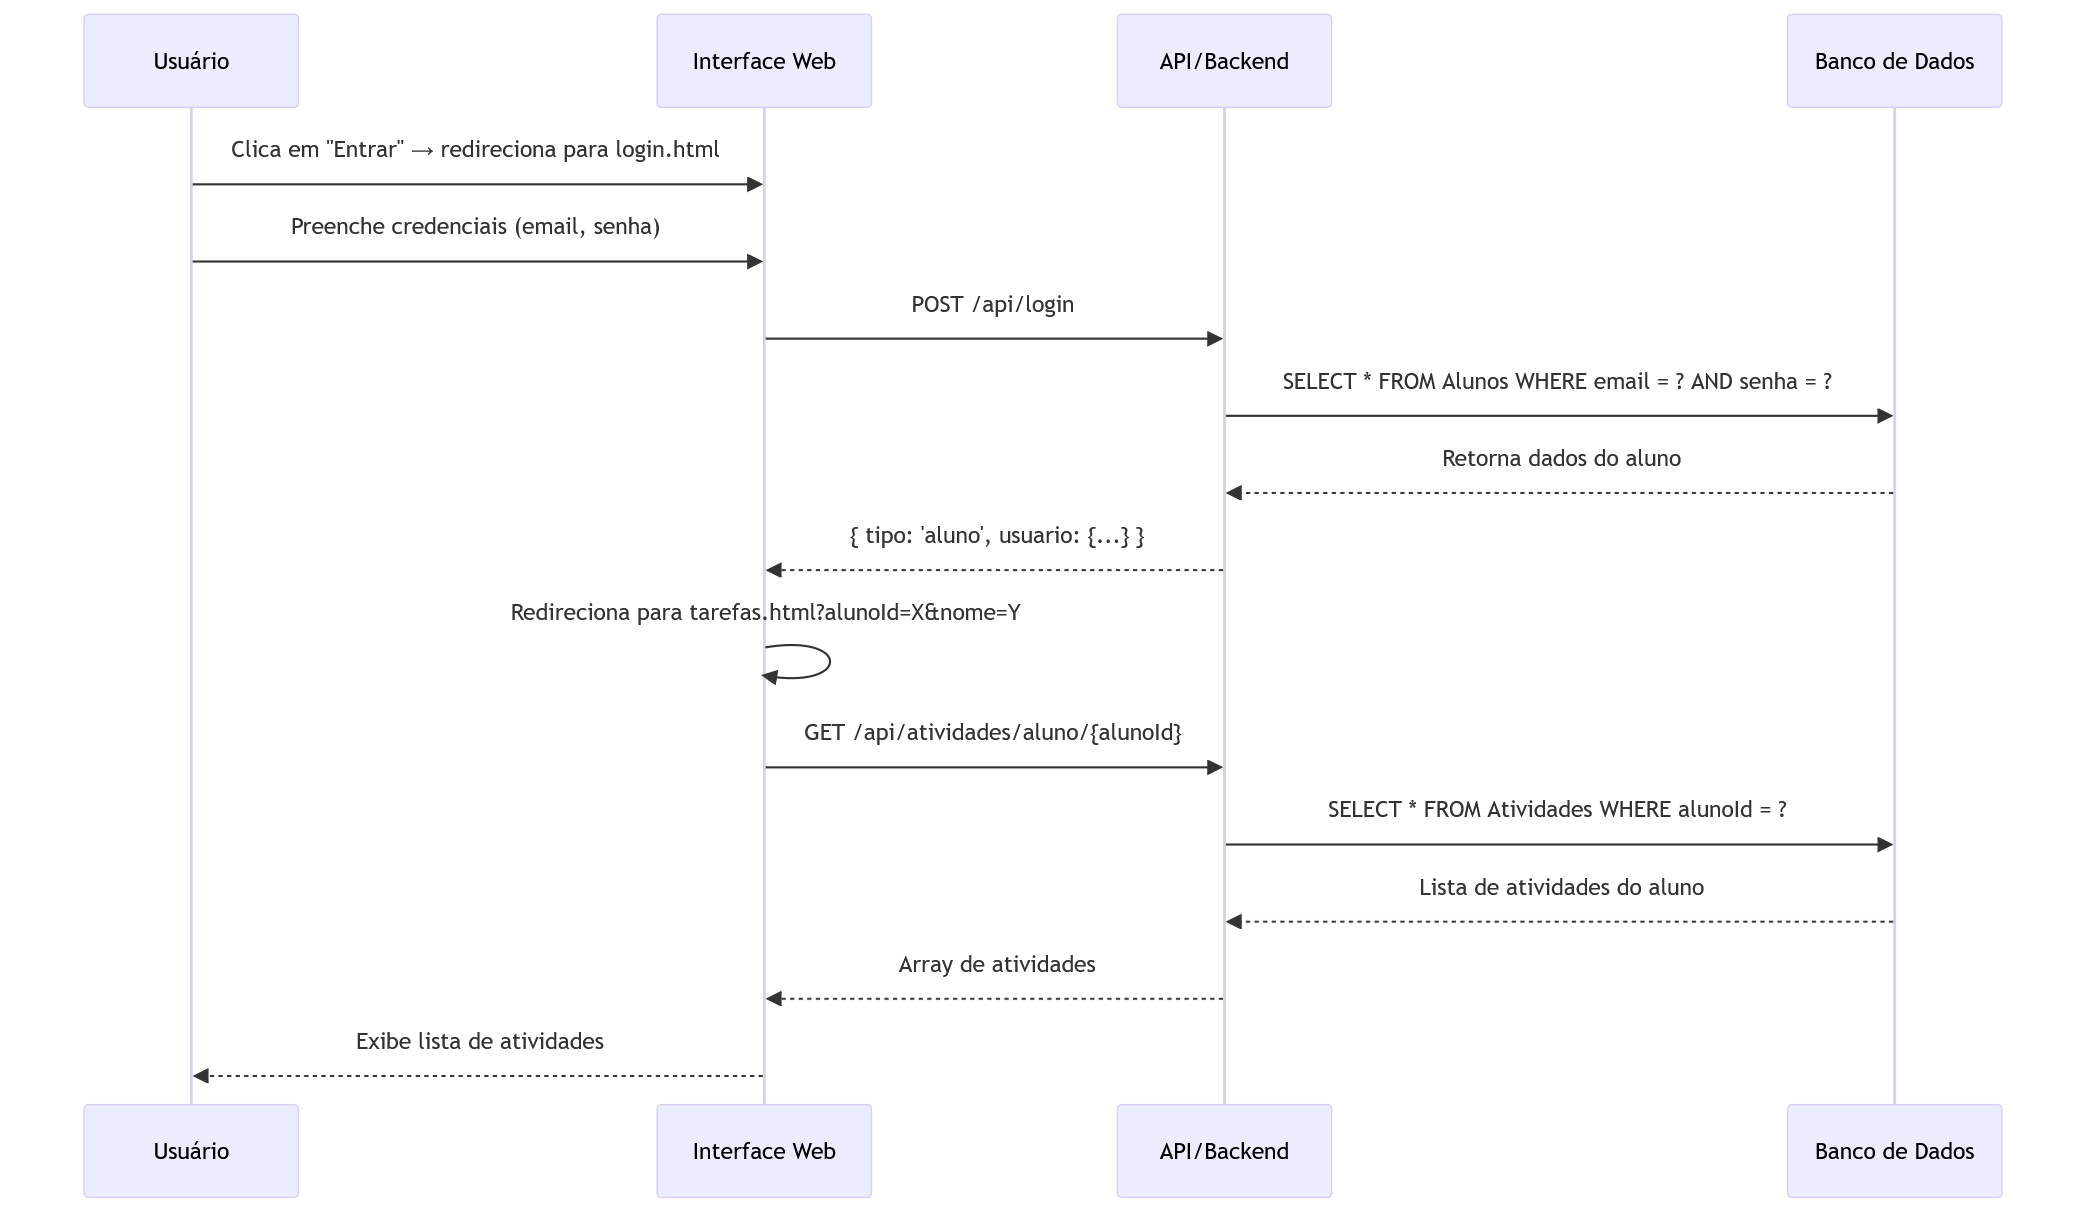 Usuário
Interface Web
API/Backend
Banco de Dados
Clica em "Entrar" → redireciona para login.html
Preenche credenciais (email, senha)
POST /api/login
SELECT * FROM Alunos WHERE email = ? AND senha = ?
Retorna dados do aluno
{ tipo: 'aluno', usuario: {...} }
Redireciona para tarefas.html?alunoId=X&nome=Y
GET /api/atividades/aluno/{alunoId}
SELECT * FROM Atividades WHERE alunoId = ?
Lista de atividades do aluno
Array de atividades
Exibe lista de atividades
Usuário
Interface Web
API/Backend
Banco de Dados